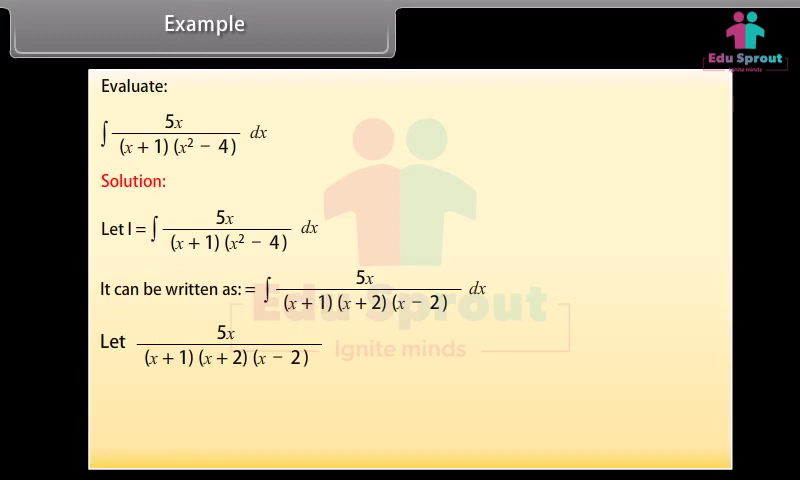 Example
Edu Sprout
Ignite minds
Evaluate:
∫ 5x / (x + 1) (x² − 4) dx
Solution:
Let I = ∫ 5x / (x + 1) (x² − 4) dx
It can be written as: = ∫ 5x / (x + 1) (x + 2) (x − 2) dx
Let 5x / (x + 1) (x + 2) (x − 2)
Edu Sprout
Ignite minds